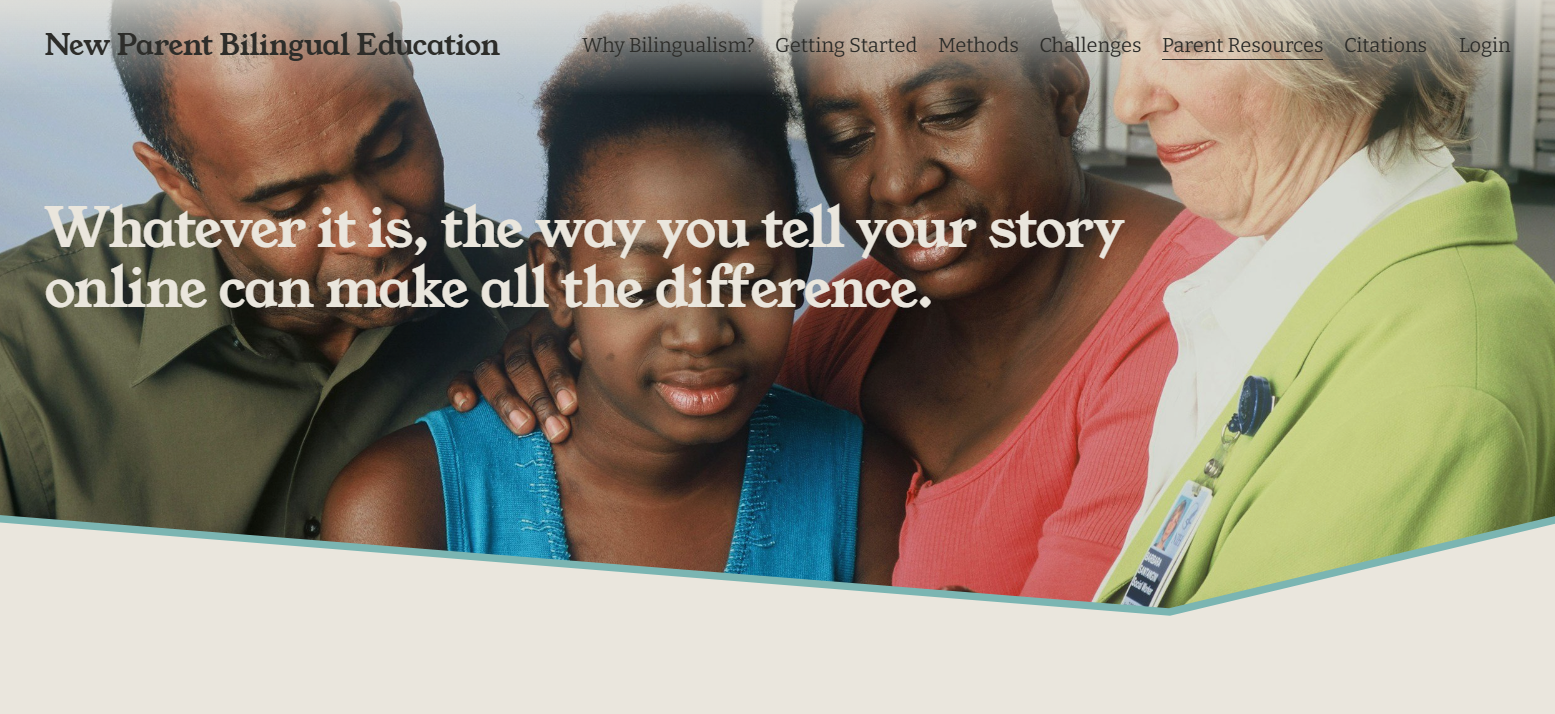 New Parent Bilingual Education
Why Bilingualism? Getting Started Methods Challenges Parent Resources Citations Login
Whatever it is, the way you tell your story
online can make all the difference.